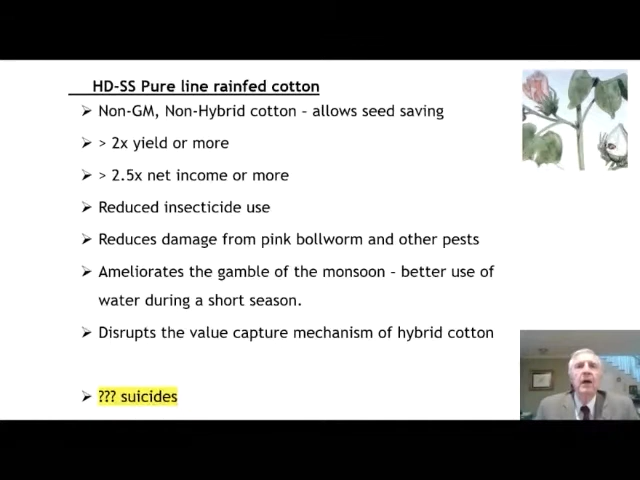 HD-SS Pure line rainfed cotton
➢ Non-GM, Non-Hybrid cotton – allows seed saving
➢ > 2x yield or more
➢ > 2.5x net income or more
➢ Reduced insecticide use
➢ Reduces damage from pink bollworm and other pests
➢ Ameliorates the gamble of the monsoon – better use of
water during a short season.
➢ Disrupts the value capture mechanism of hybrid cotton
➢ ??? suicides